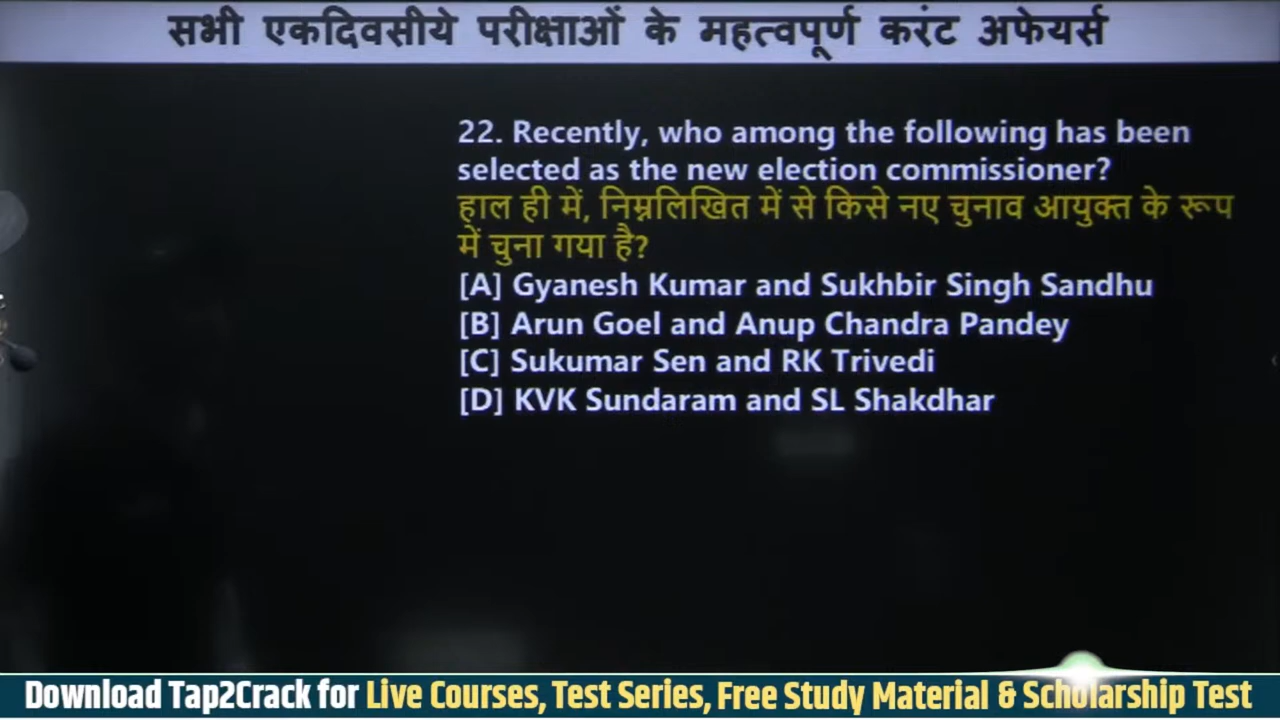 सभी एकदिवसीये परीक्षाओं के महत्वपूर्ण करंट अफेयर्स
22. Recently, who among the following has been
selected as the new election commissioner?
हाल ही में, निम्नलिखित में से किसे नए चुनाव आयुक्त के रूप
में चुना गया है?
[A] Gyanesh Kumar and Sukhbir Singh Sandhu
[B] Arun Goel and Anup Chandra Pandey
[C] Sukumar Sen and RK Trivedi
[D] KVK Sundaram and SL Shakdhar
Download Tap2Crack for Live Courses, Test Series, Free Study Material & Scholarship Test